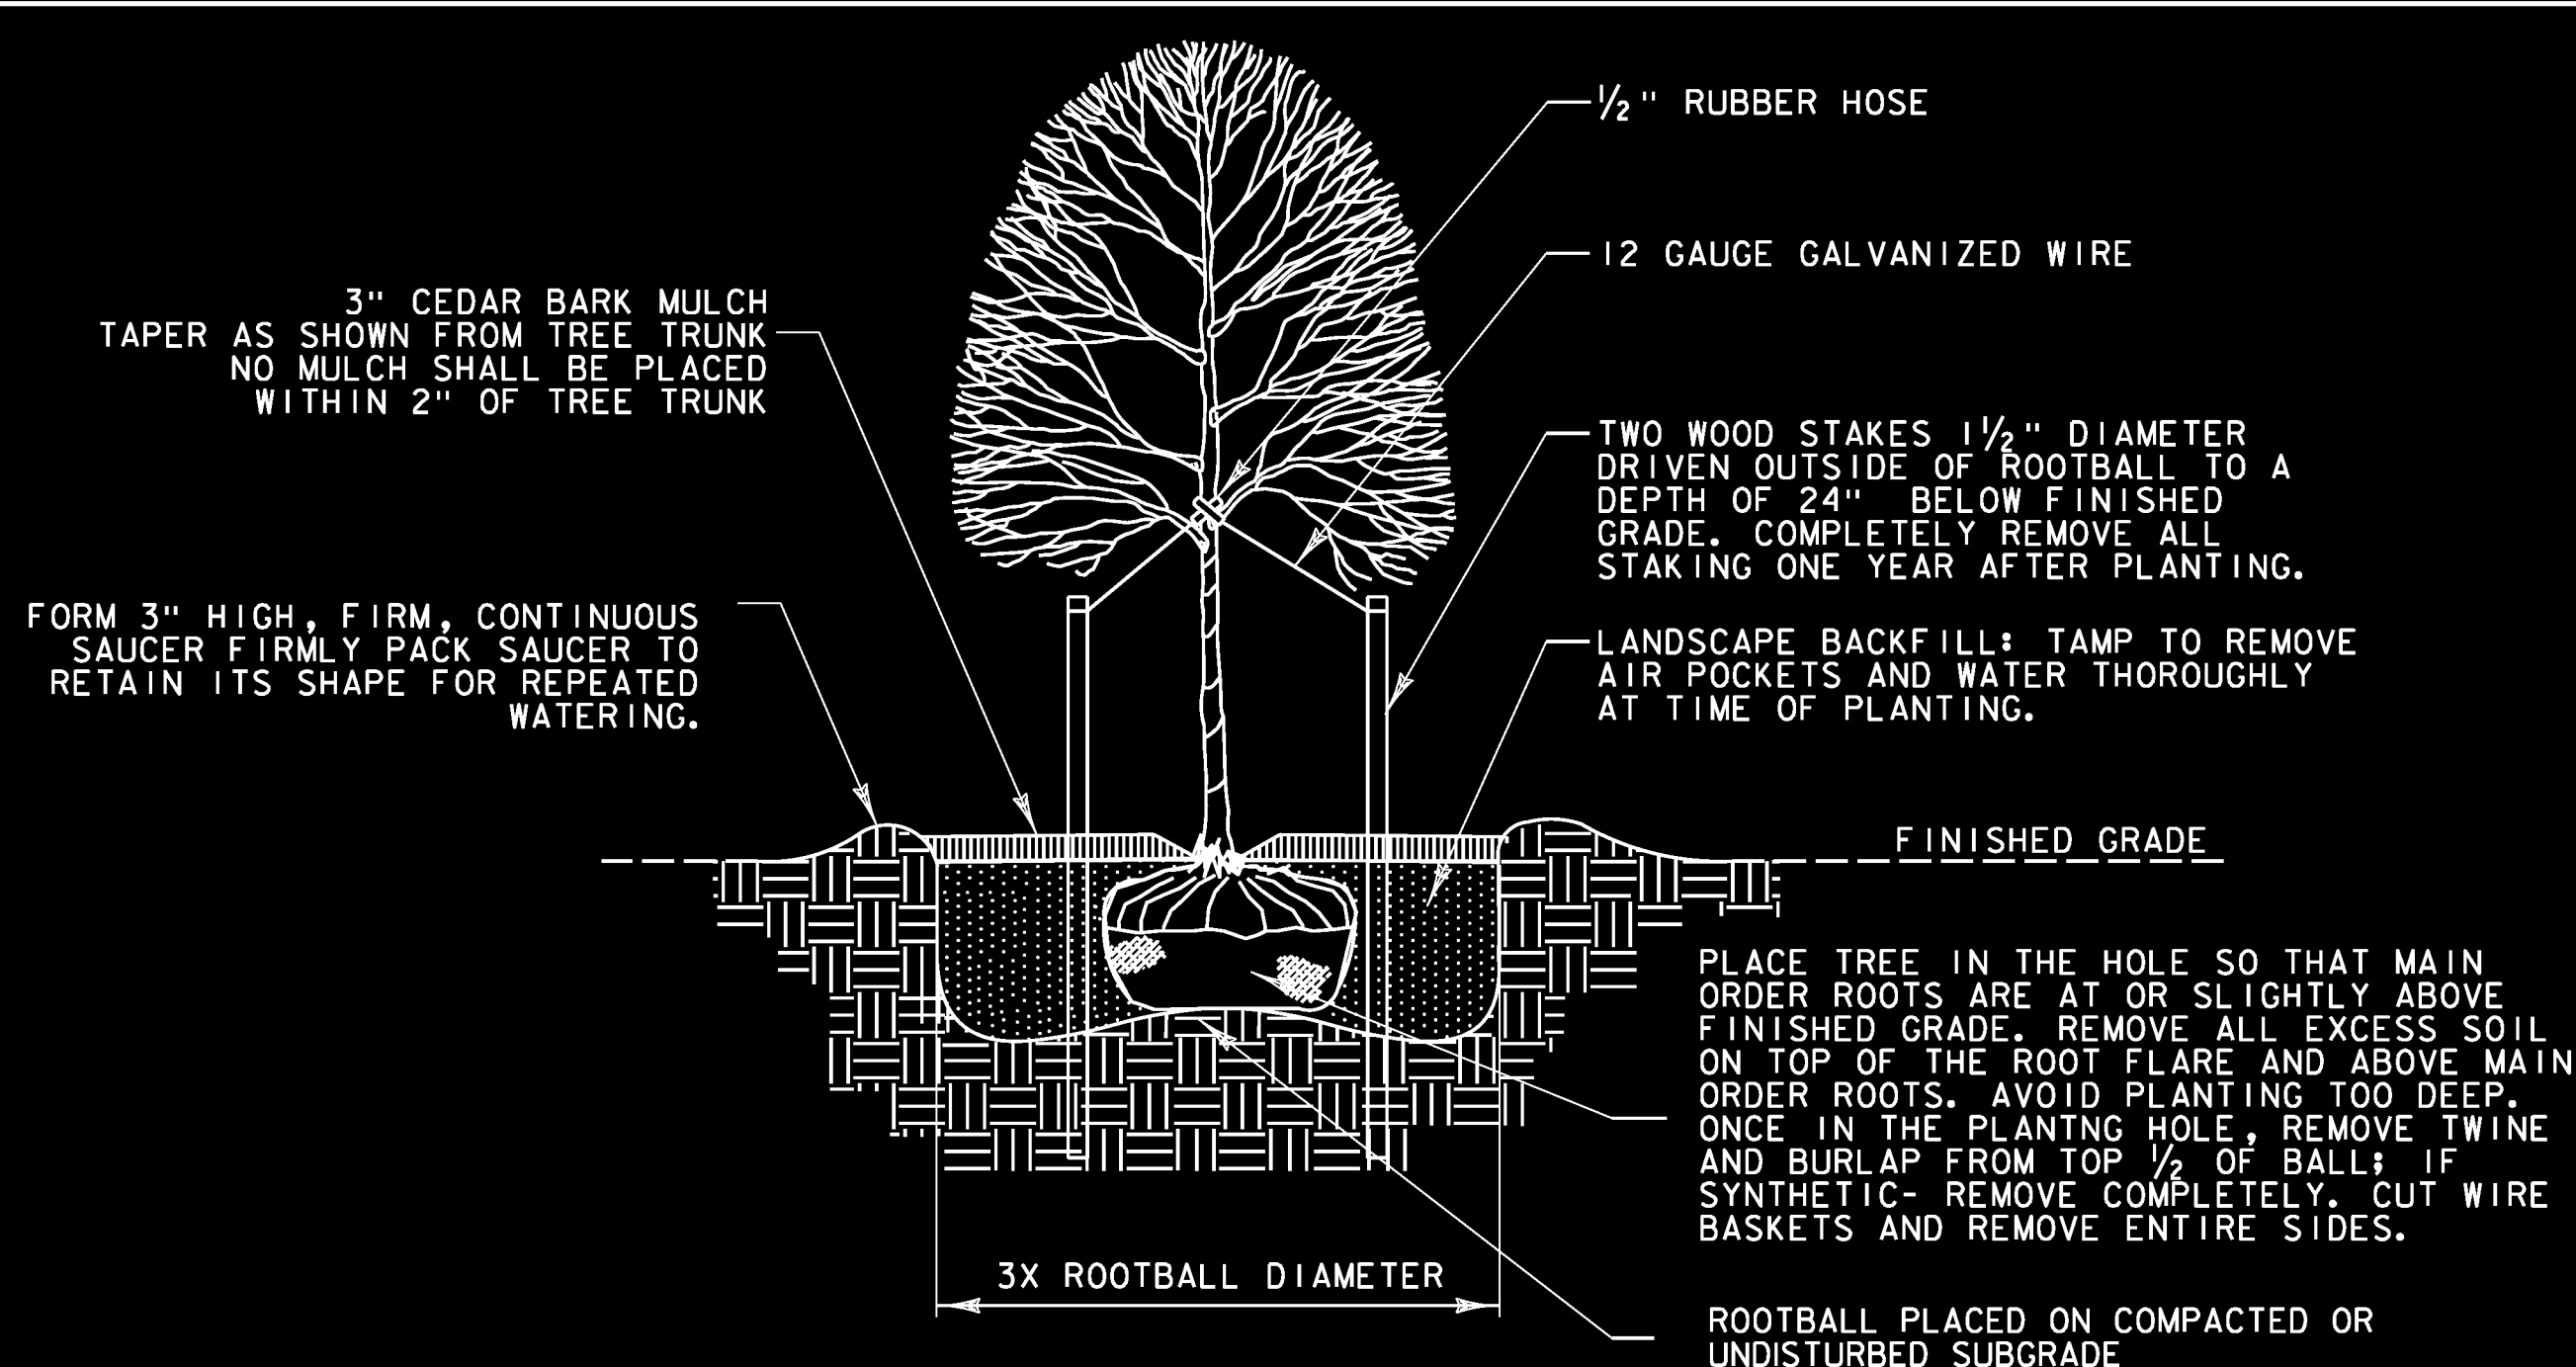 ½" RUBBER HOSE
12 GAUGE GALVANIZED WIRE
3" CEDAR BARK MULCH
TAPER AS SHOWN FROM TREE TRUNK
NO MULCH SHALL BE PLACED
WITHIN 2" OF TREE TRUNK
TWO WOOD STAKES 1½" DIAMETER
DRIVEN OUTSIDE OF ROOTBALL TO A
DEPTH OF 24" BELOW FINISHED
GRADE. COMPLETELY REMOVE ALL
STAKING ONE YEAR AFTER PLANTING.
FORM 3" HIGH, FIRM, CONTINUOUS
SAUCER FIRMLY PACK SAUCER TO
RETAIN ITS SHAPE FOR REPEATED
WATERING.
LANDSCAPE BACKFILL: TAMP TO REMOVE
AIR POCKETS AND WATER THOROUGHLY
AT TIME OF PLANTING.
FINISHED GRADE
PLACE TREE IN THE HOLE SO THAT MAIN
ORDER ROOTS ARE AT OR SLIGHTLY ABOVE
FINISHED GRADE. REMOVE ALL EXCESS SOIL
ON TOP OF THE ROOT FLARE AND ABOVE MAIN
ORDER ROOTS. AVOID PLANTING TOO DEEP.
ONCE IN THE PLANTNG HOLE, REMOVE TWINE
AND BURLAP FROM TOP ½ OF BALL; IF
SYNTHETIC- REMOVE COMPLETELY. CUT WIRE
BASKETS AND REMOVE ENTIRE SIDES.
3X ROOTBALL DIAMETER
ROOTBALL PLACED ON COMPACTED OR
UNDISTURBED SUBGRADE